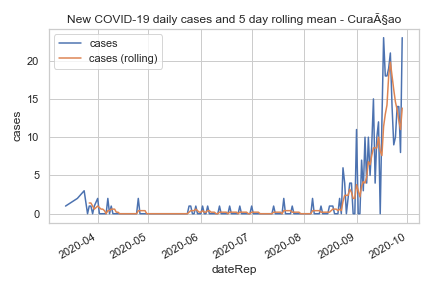 New COVID-19 daily cases and 5 day rolling mean - CuraÃ§ao
cases
cases (rolling)
20
15
10
5
0
cases
2020-04
2020-05
2020-06
2020-07
2020-08
2020-09
2020-10
dateRep